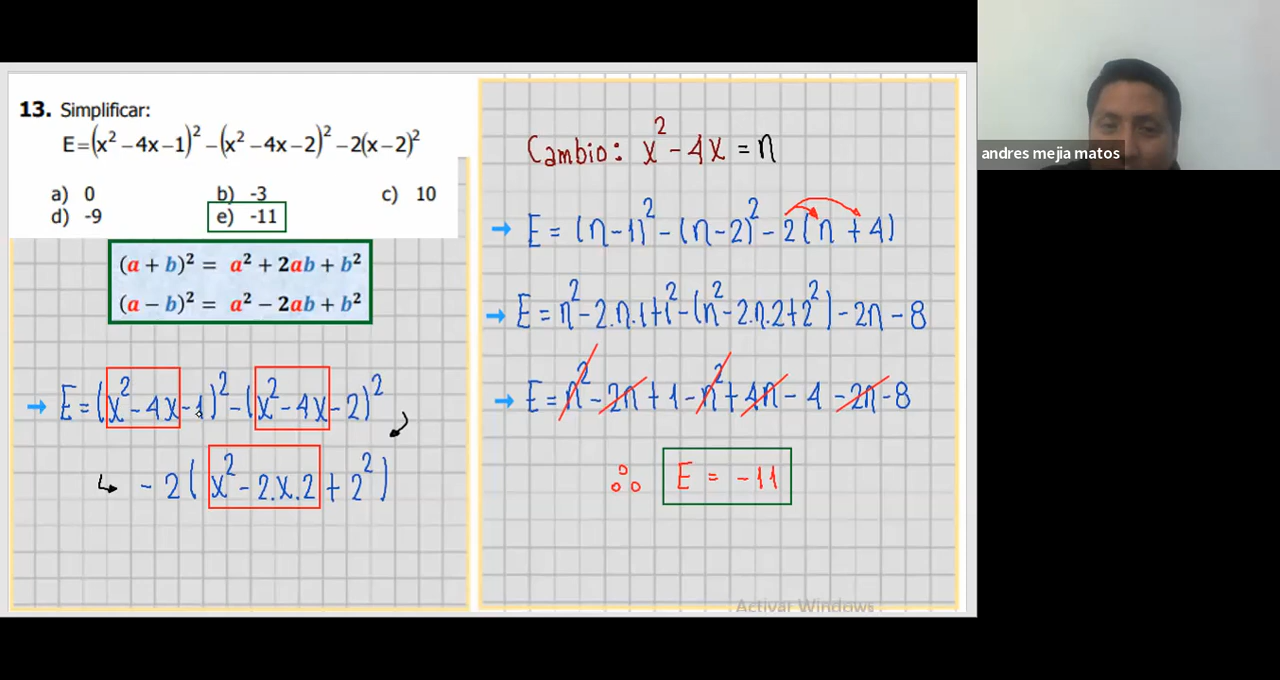 13. Simplificar:
E=(x² –4x–1)² –(x² –4x–2)² –2(x–2)²
a) 0 b) -3 c) 10
d) -9 e) -11
(a + b)² = a² + 2ab + b²
(a − b)² = a² − 2ab + b²
E = (x² - 4x - 1)² - (x² - 4x - 2)²
- 2 ( x² - 2.x.2 + 2² )
Cambio: x² - 4x = n
E = (n-1)² - (n-2)² - 2(n + 4)
E = n² - 2.n.1 + 1² - (n² - 2.n.2 + 2²) - 2n - 8
E = n² - 2n + 1 - n² + 4n - 4 - 2n - 8
E = -11
andres mejia matos
Activar Windows